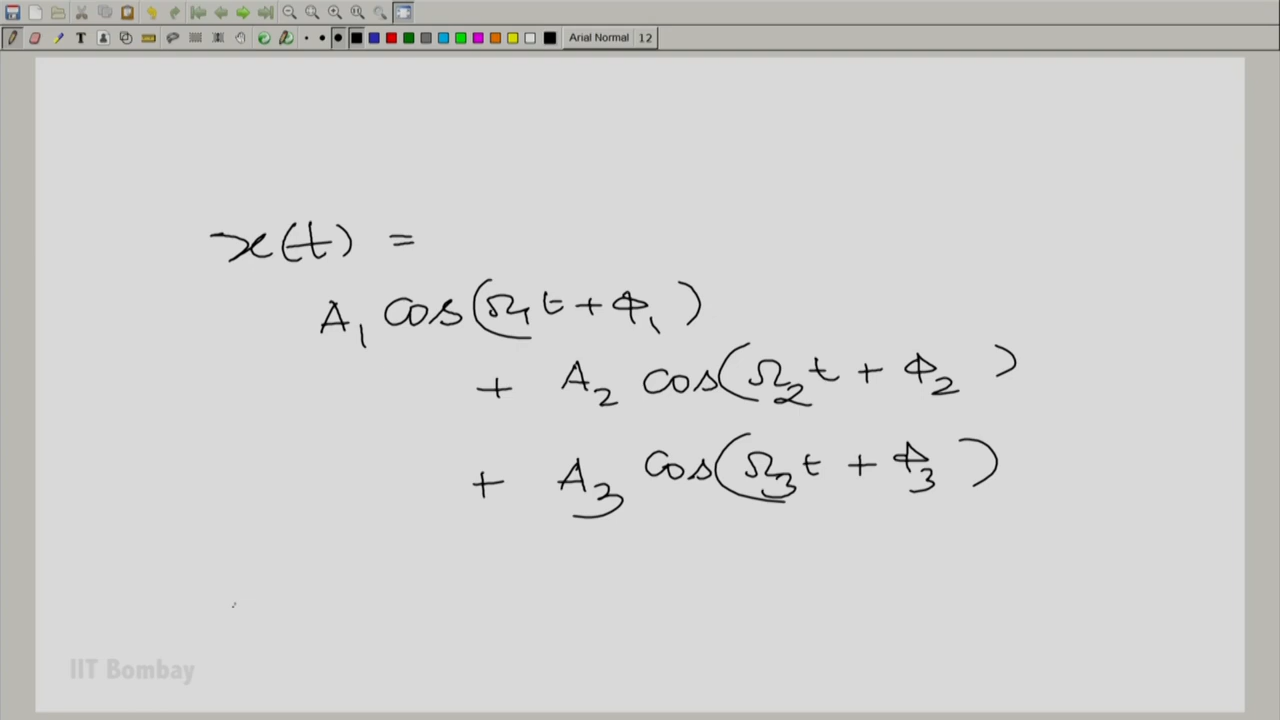 Arial Normal 12
x(t) =
A₁ cos(Ω₁t + Φ₁)
+ A₂ cos(Ω₂t + Φ₂)
+ A₃ cos(Ω₃t + Φ₃)
IIT Bombay